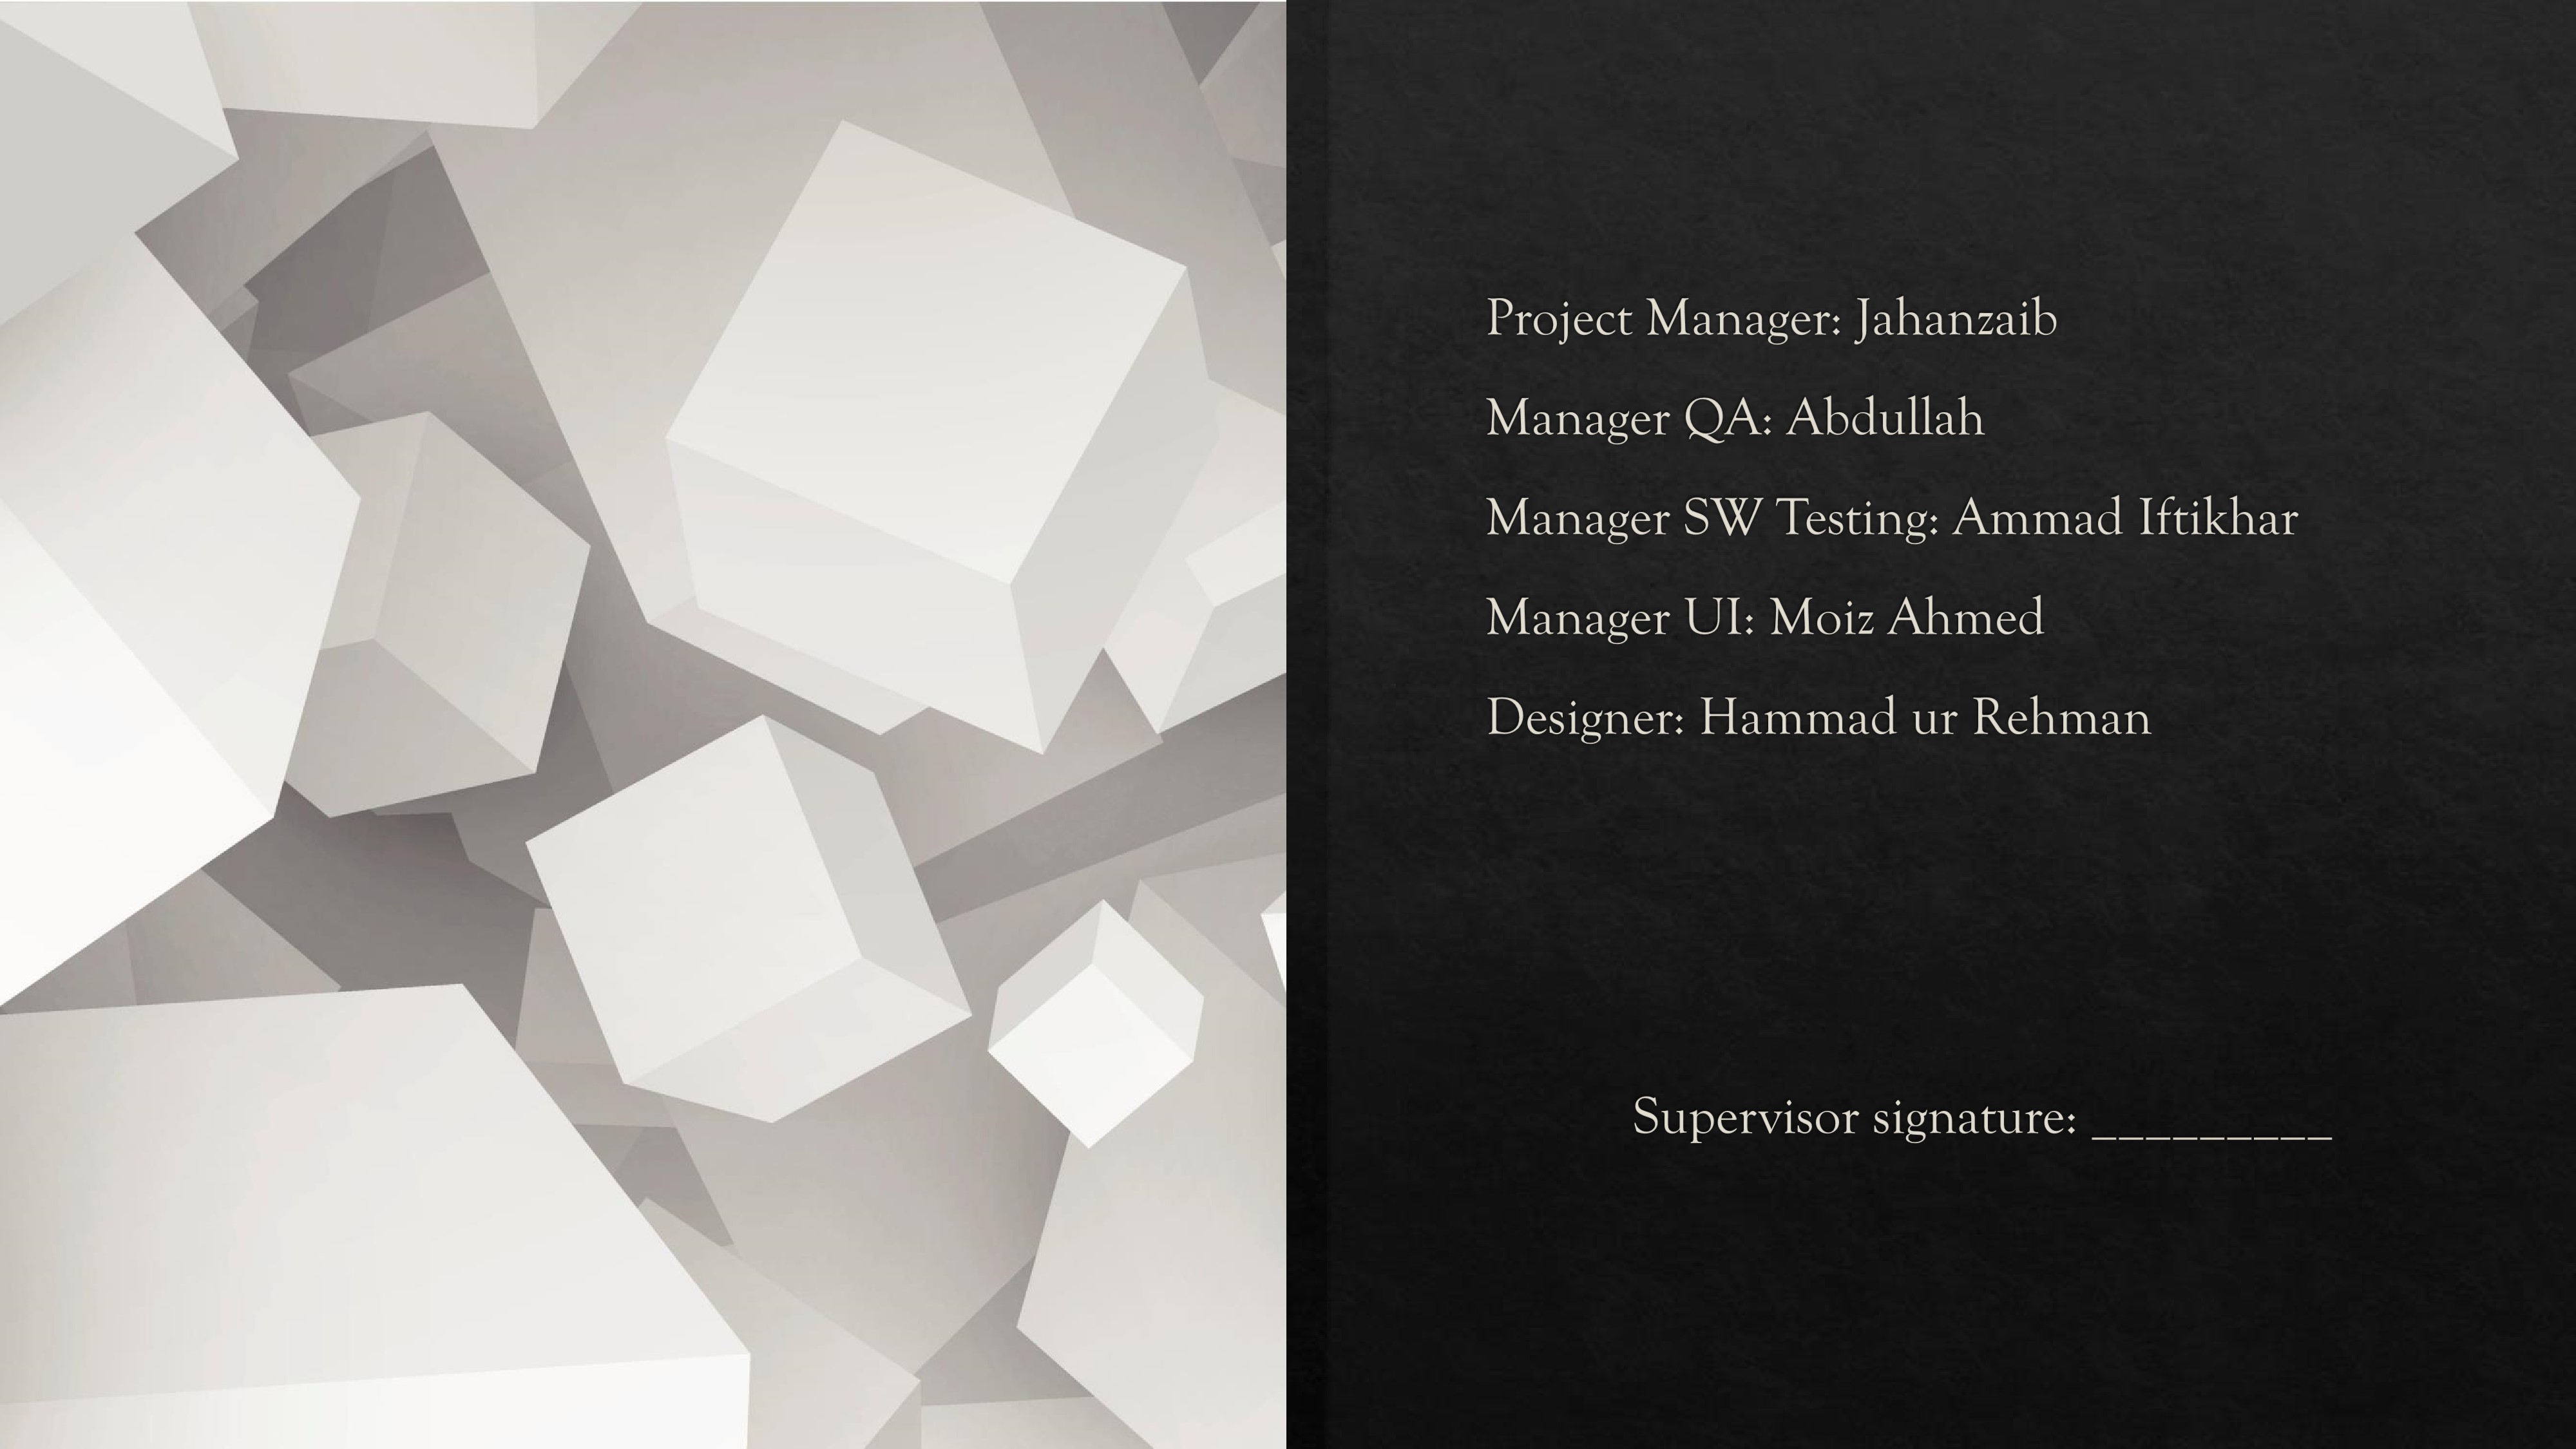 Project Manager: Jahanzaib
Manager QA: Abdullah
Manager SW Testing: Ammad Iftikhar
Manager UI: Moiz Ahmed
Designer: Hammad ur Rehman
Supervisor signature: _________